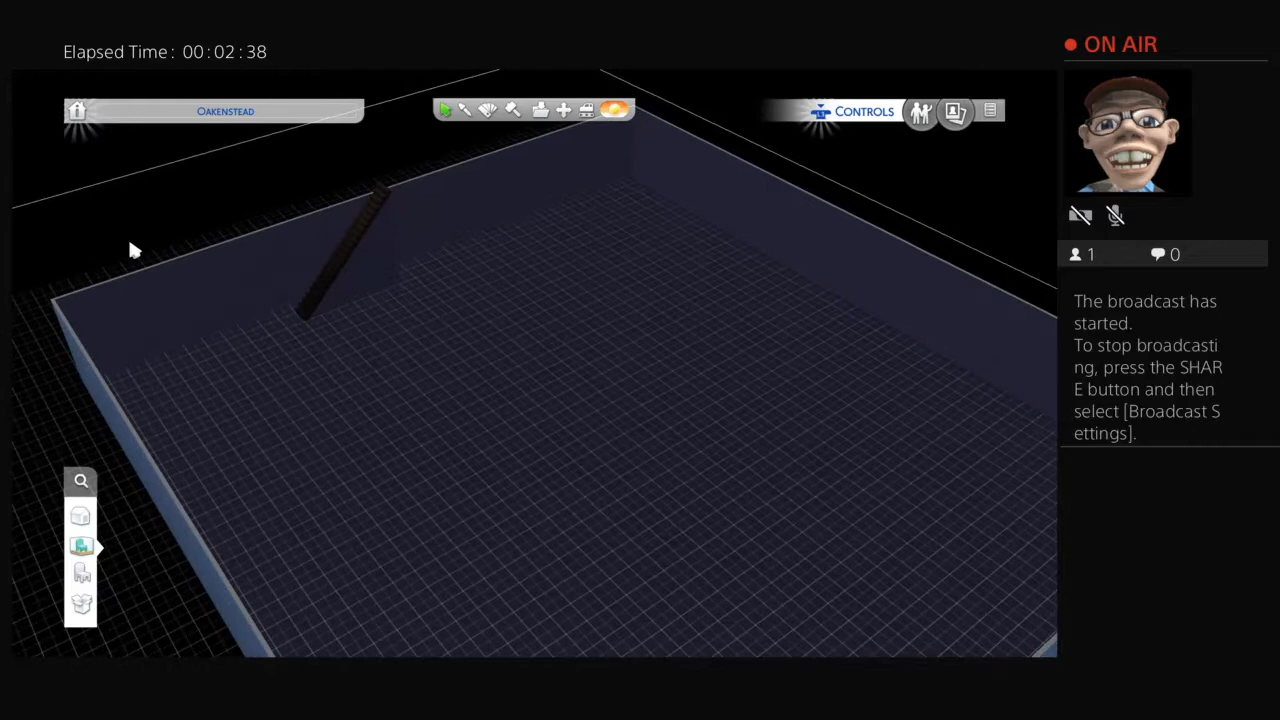 Elapsed Time: 00:02:38
ON AIR
OAKENSTEAD
CONTROLS
1
0
The broadcast has
started.
To stop broadcasti
ng, press the SHAR
E button and then
select [Broadcast S
ettings].